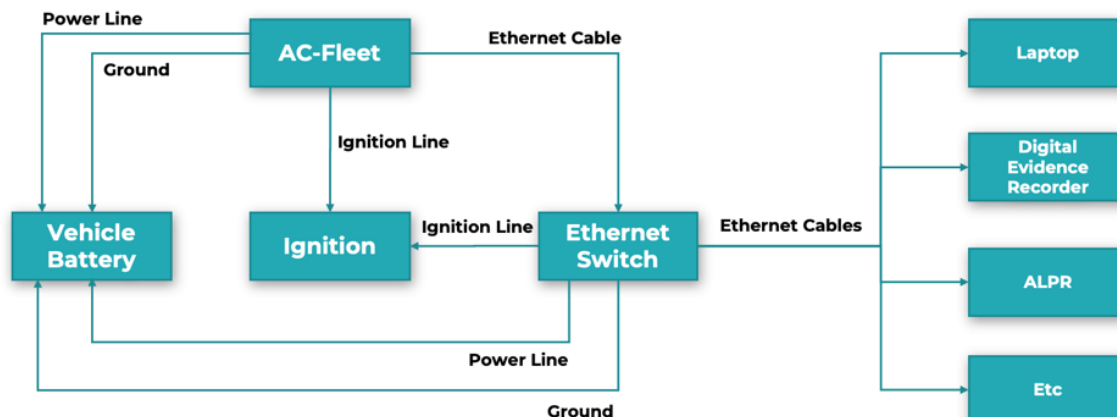 Power Line
AC-Fleet
Ethernet Cable
Ground
Laptop
Ignition Line
Digital
Evidence
Recorder
Vehicle
Battery
Ignition
Ignition Line
Ethernet
Switch
Ethernet Cables
ALPR
Power Line
Etc
Ground